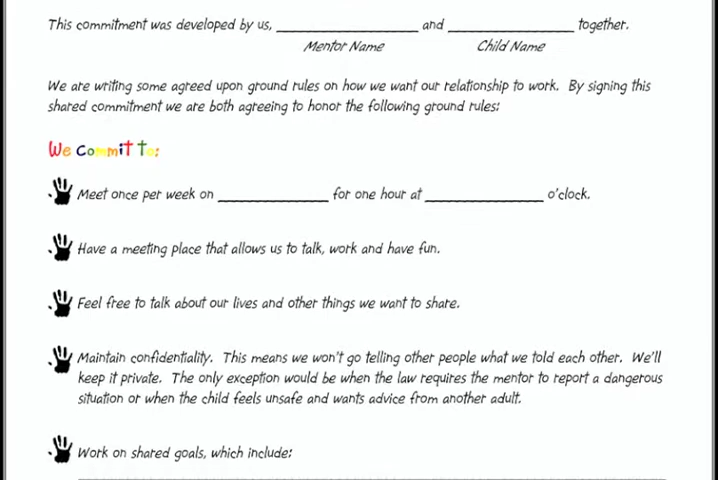 This commitment was developed by us, ____________________ and __________________ together.
Mentor Name Child Name
We are writing some agreed upon ground rules on how we want our relationship to work. By signing this
shared commitment we are both agreeing to honor the following ground rules:
We Commit to:
Meet once per week on ________________ for one hour at _________________ o'clock.
Have a meeting place that allows us to talk, work and have fun.
Feel free to talk about our lives and other things we want to share.
Maintain confidentiality. This means we won't go telling other people what we told each other. We'll
keep it private. The only exception would be when the law requires the mentor to report a dangerous
situation or when the child feels unsafe and wants advice from another adult.
Work on shared goals, which include: